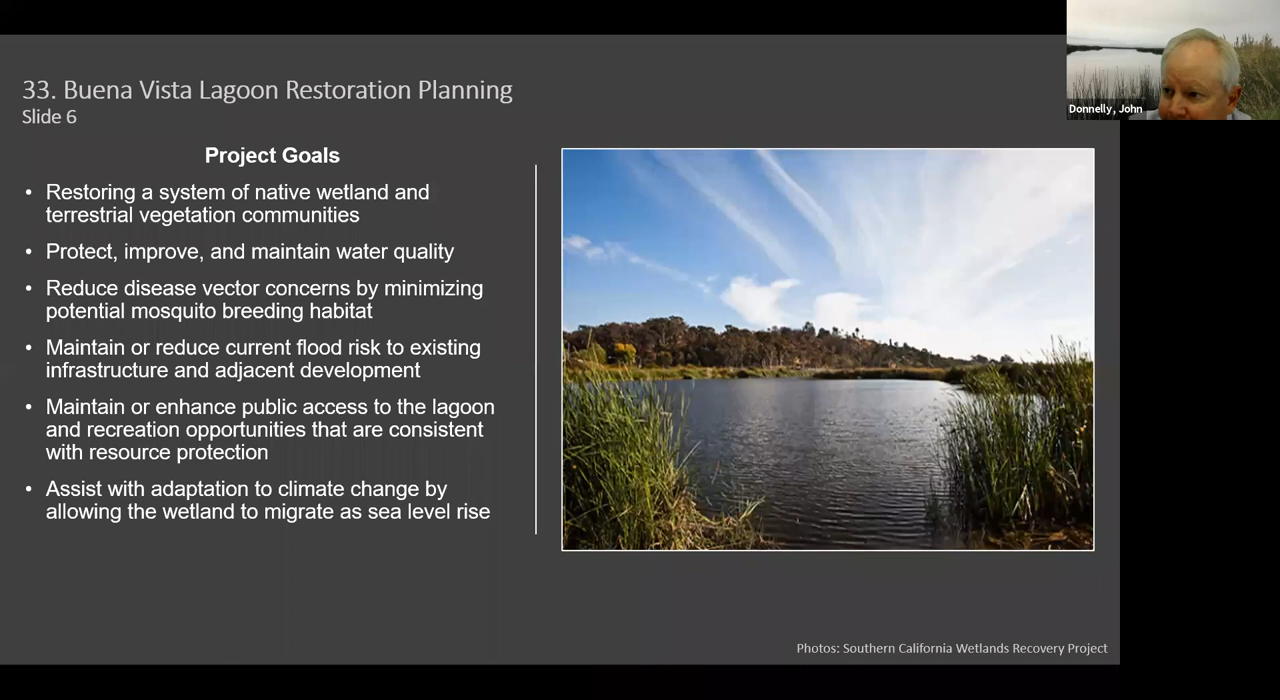 33. Buena Vista Lagoon Restoration Planning
Slide 6
Donnelly, John
Project Goals
• Restoring a system of native wetland and
terrestrial vegetation communities
• Protect, improve, and maintain water quality
• Reduce disease vector concerns by minimizing
potential mosquito breeding habitat
• Maintain or reduce current flood risk to existing
infrastructure and adjacent development
• Maintain or enhance public access to the lagoon
and recreation opportunities that are consistent
with resource protection
• Assist with adaptation to climate change by
allowing the wetland to migrate as sea level rise
Photos: Southern California Wetlands Recovery Project